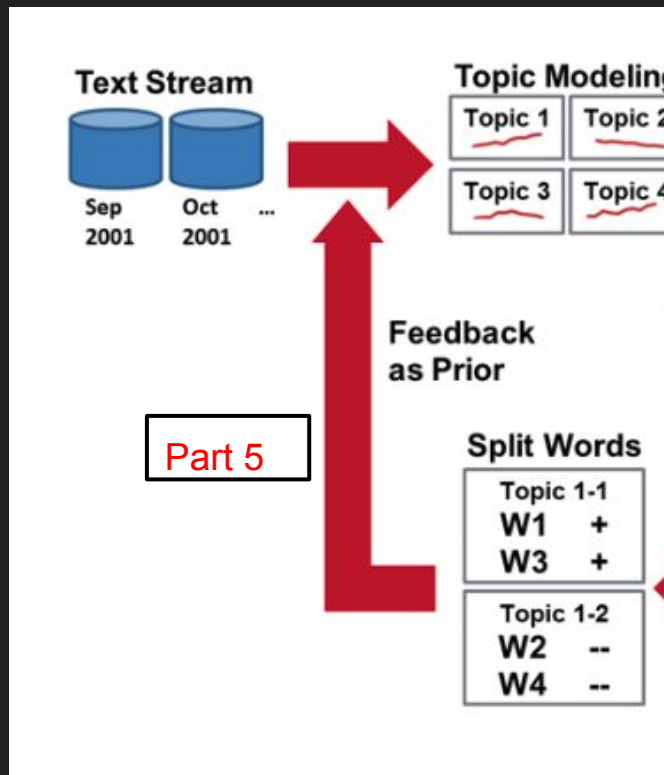 Text Stream
Sep 2001
Oct 2001
...
Topic Modeling
Topic 1
Topic 2
Topic 3
Topic 4
Feedback
as Prior
Part 5
Split Words
Topic 1-1
W1 +
W3 +
Topic 1-2
W2 --
W4 --